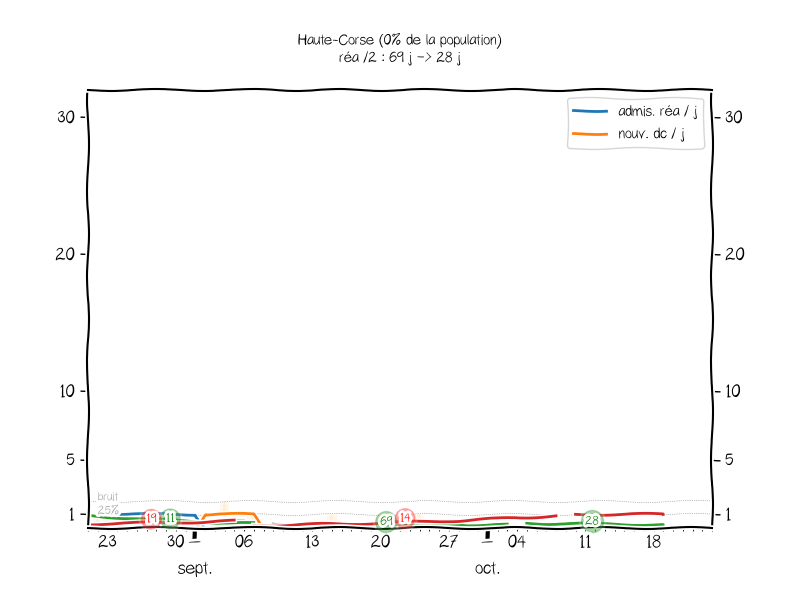 Haute-Corse (0% de la population)
réa /2 : 69 j -> 28 j
admis. réa / j
nouv. dc / j
30 30
20 20
10 10
5 5
bruit
25%
1 1
19 11 69 14 28
23 30 06 13 20 27 04 11 18
sept. oct.